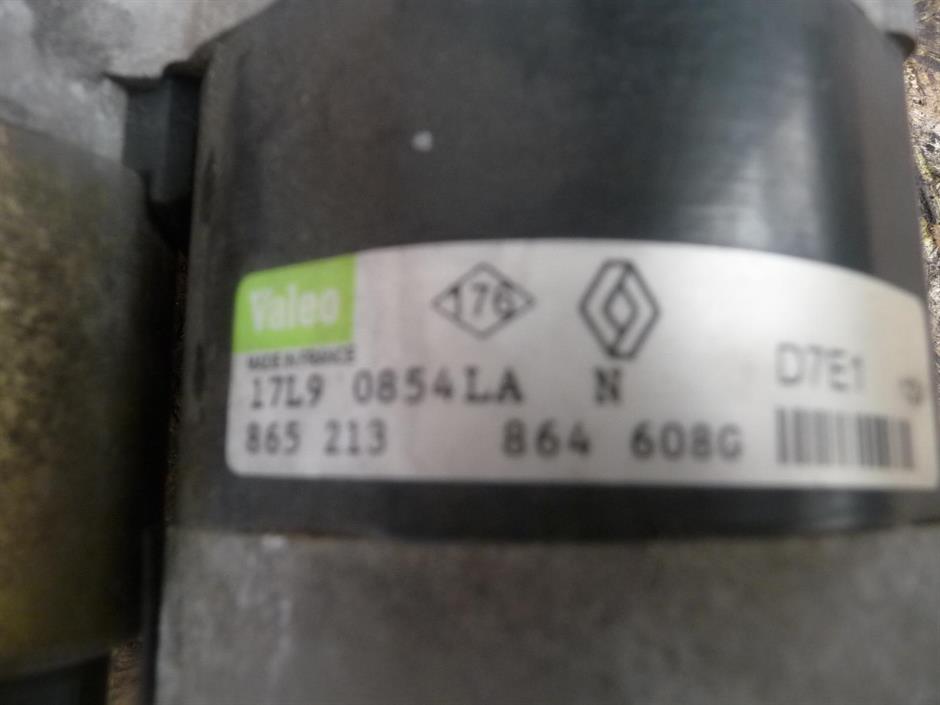 Valeo
176
MADE IN FRANCE
D7E1
17L9 0854LA N
865 213 864 608G